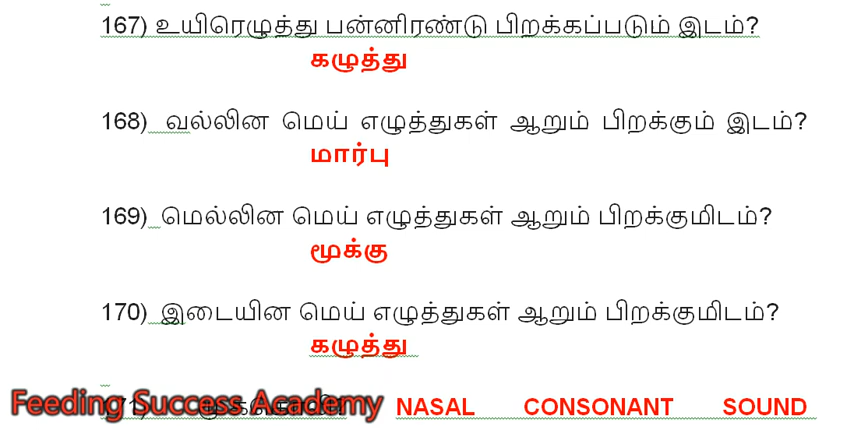 167) உயிரெழுத்து பன்னிரண்டு பிறக்கப்படும் இடம்?
கழுத்து
168) வல்லின மெய் எழுத்துகள் ஆறும் பிறக்கும் இடம்?
மார்பு
169) மெல்லின மெய் எழுத்துகள் ஆறும் பிறக்குமிடம்?
மூக்கு
170) இடையின மெய் எழுத்துகள் ஆறும் பிறக்குமிடம்?
கழுத்து
Feeding Success Academy NASAL CONSONANT SOUND